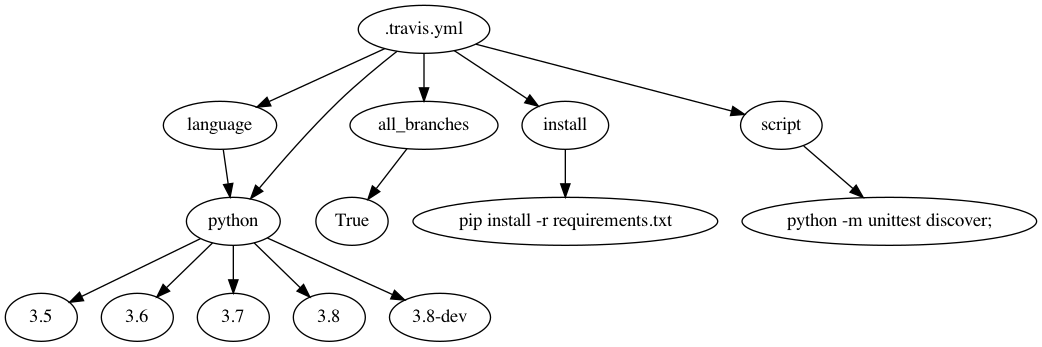 .travis.yml
language
all_branches
install
script
python
True
pip install -r requirements.txt
python -m unittest discover;
3.5
3.6
3.7
3.8
3.8-dev